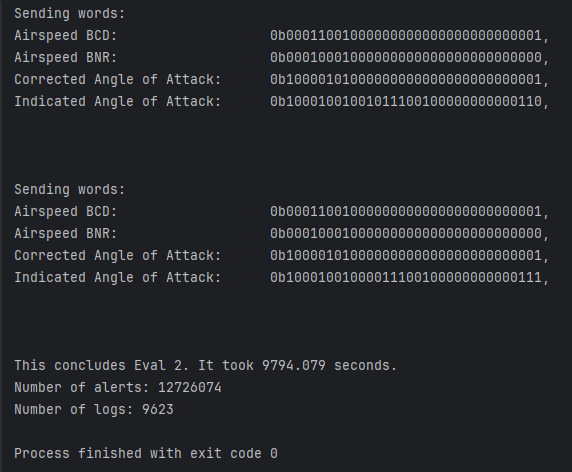 Sending words:
Airspeed BCD: 0b00011001000000000000000000000001,
Airspeed BNR: 0b00010001000000000000000000000000,
Corrected Angle of Attack: 0b10000101000000000000000000000001,
Indicated Angle of Attack: 0b10001001001011100100000000000110,
Sending words:
Airspeed BCD: 0b00011001000000000000000000000001,
Airspeed BNR: 0b00010001000000000000000000000000,
Corrected Angle of Attack: 0b10000101000000000000000000000001,
Indicated Angle of Attack: 0b10001001000011100100000000000111,
This concludes Eval 2. It took 9794.079 seconds.
Number of alerts: 12726074
Number of logs: 9623
Process finished with exit code 0